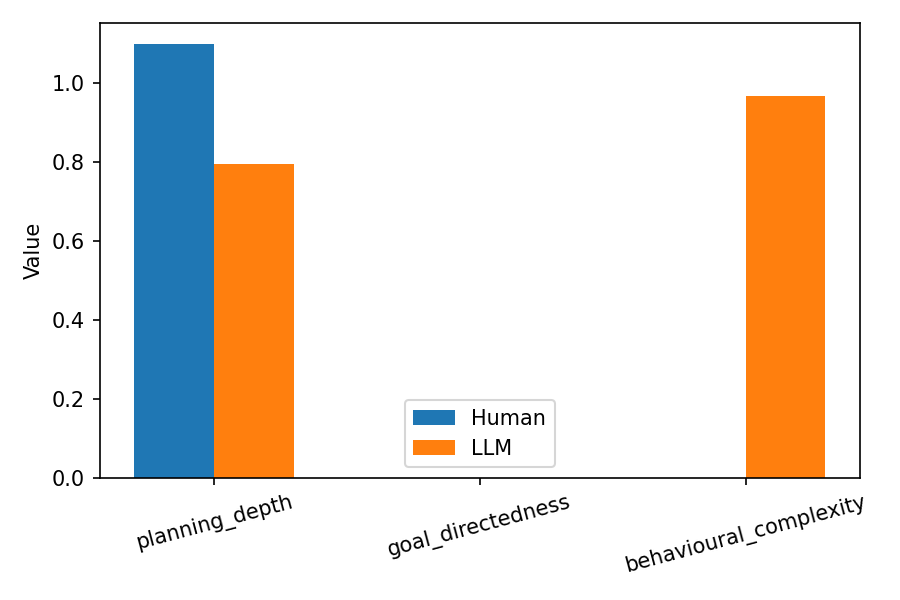 1.0
0.8
0.6
0.4
0.2
0.0
Value
Human
LLM
planning_depth
goal_directedness
behavioural_complexity